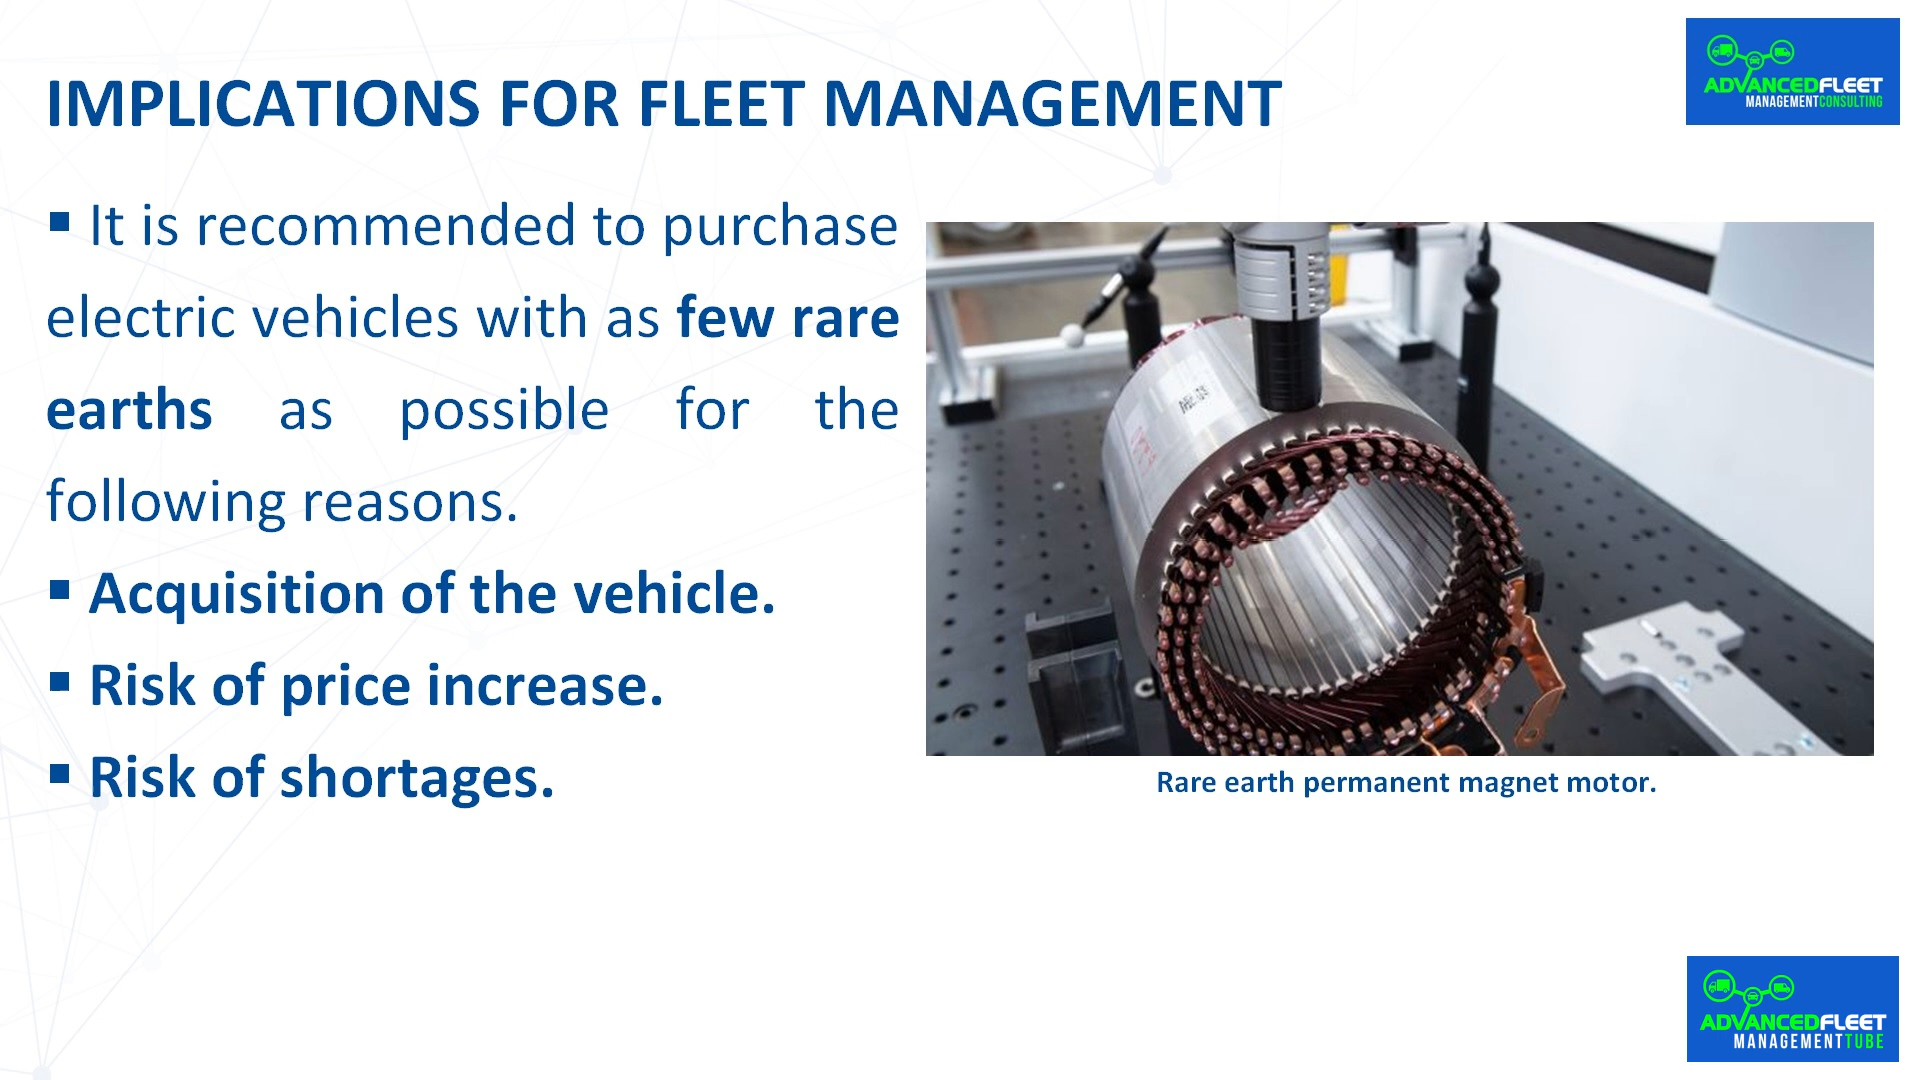 IMPLICATIONS FOR FLEET MANAGEMENT
ADVANCEDFLEET
MANAGEMENTCONSULTING
▪ It is recommended to purchase
electric vehicles with as few rare
earths as possible for the
following reasons.
▪ Acquisition of the vehicle.
▪ Risk of price increase.
▪ Risk of shortages.
Rare earth permanent magnet motor.
ADVANCEDFLEET
MANAGEMENTTUBE